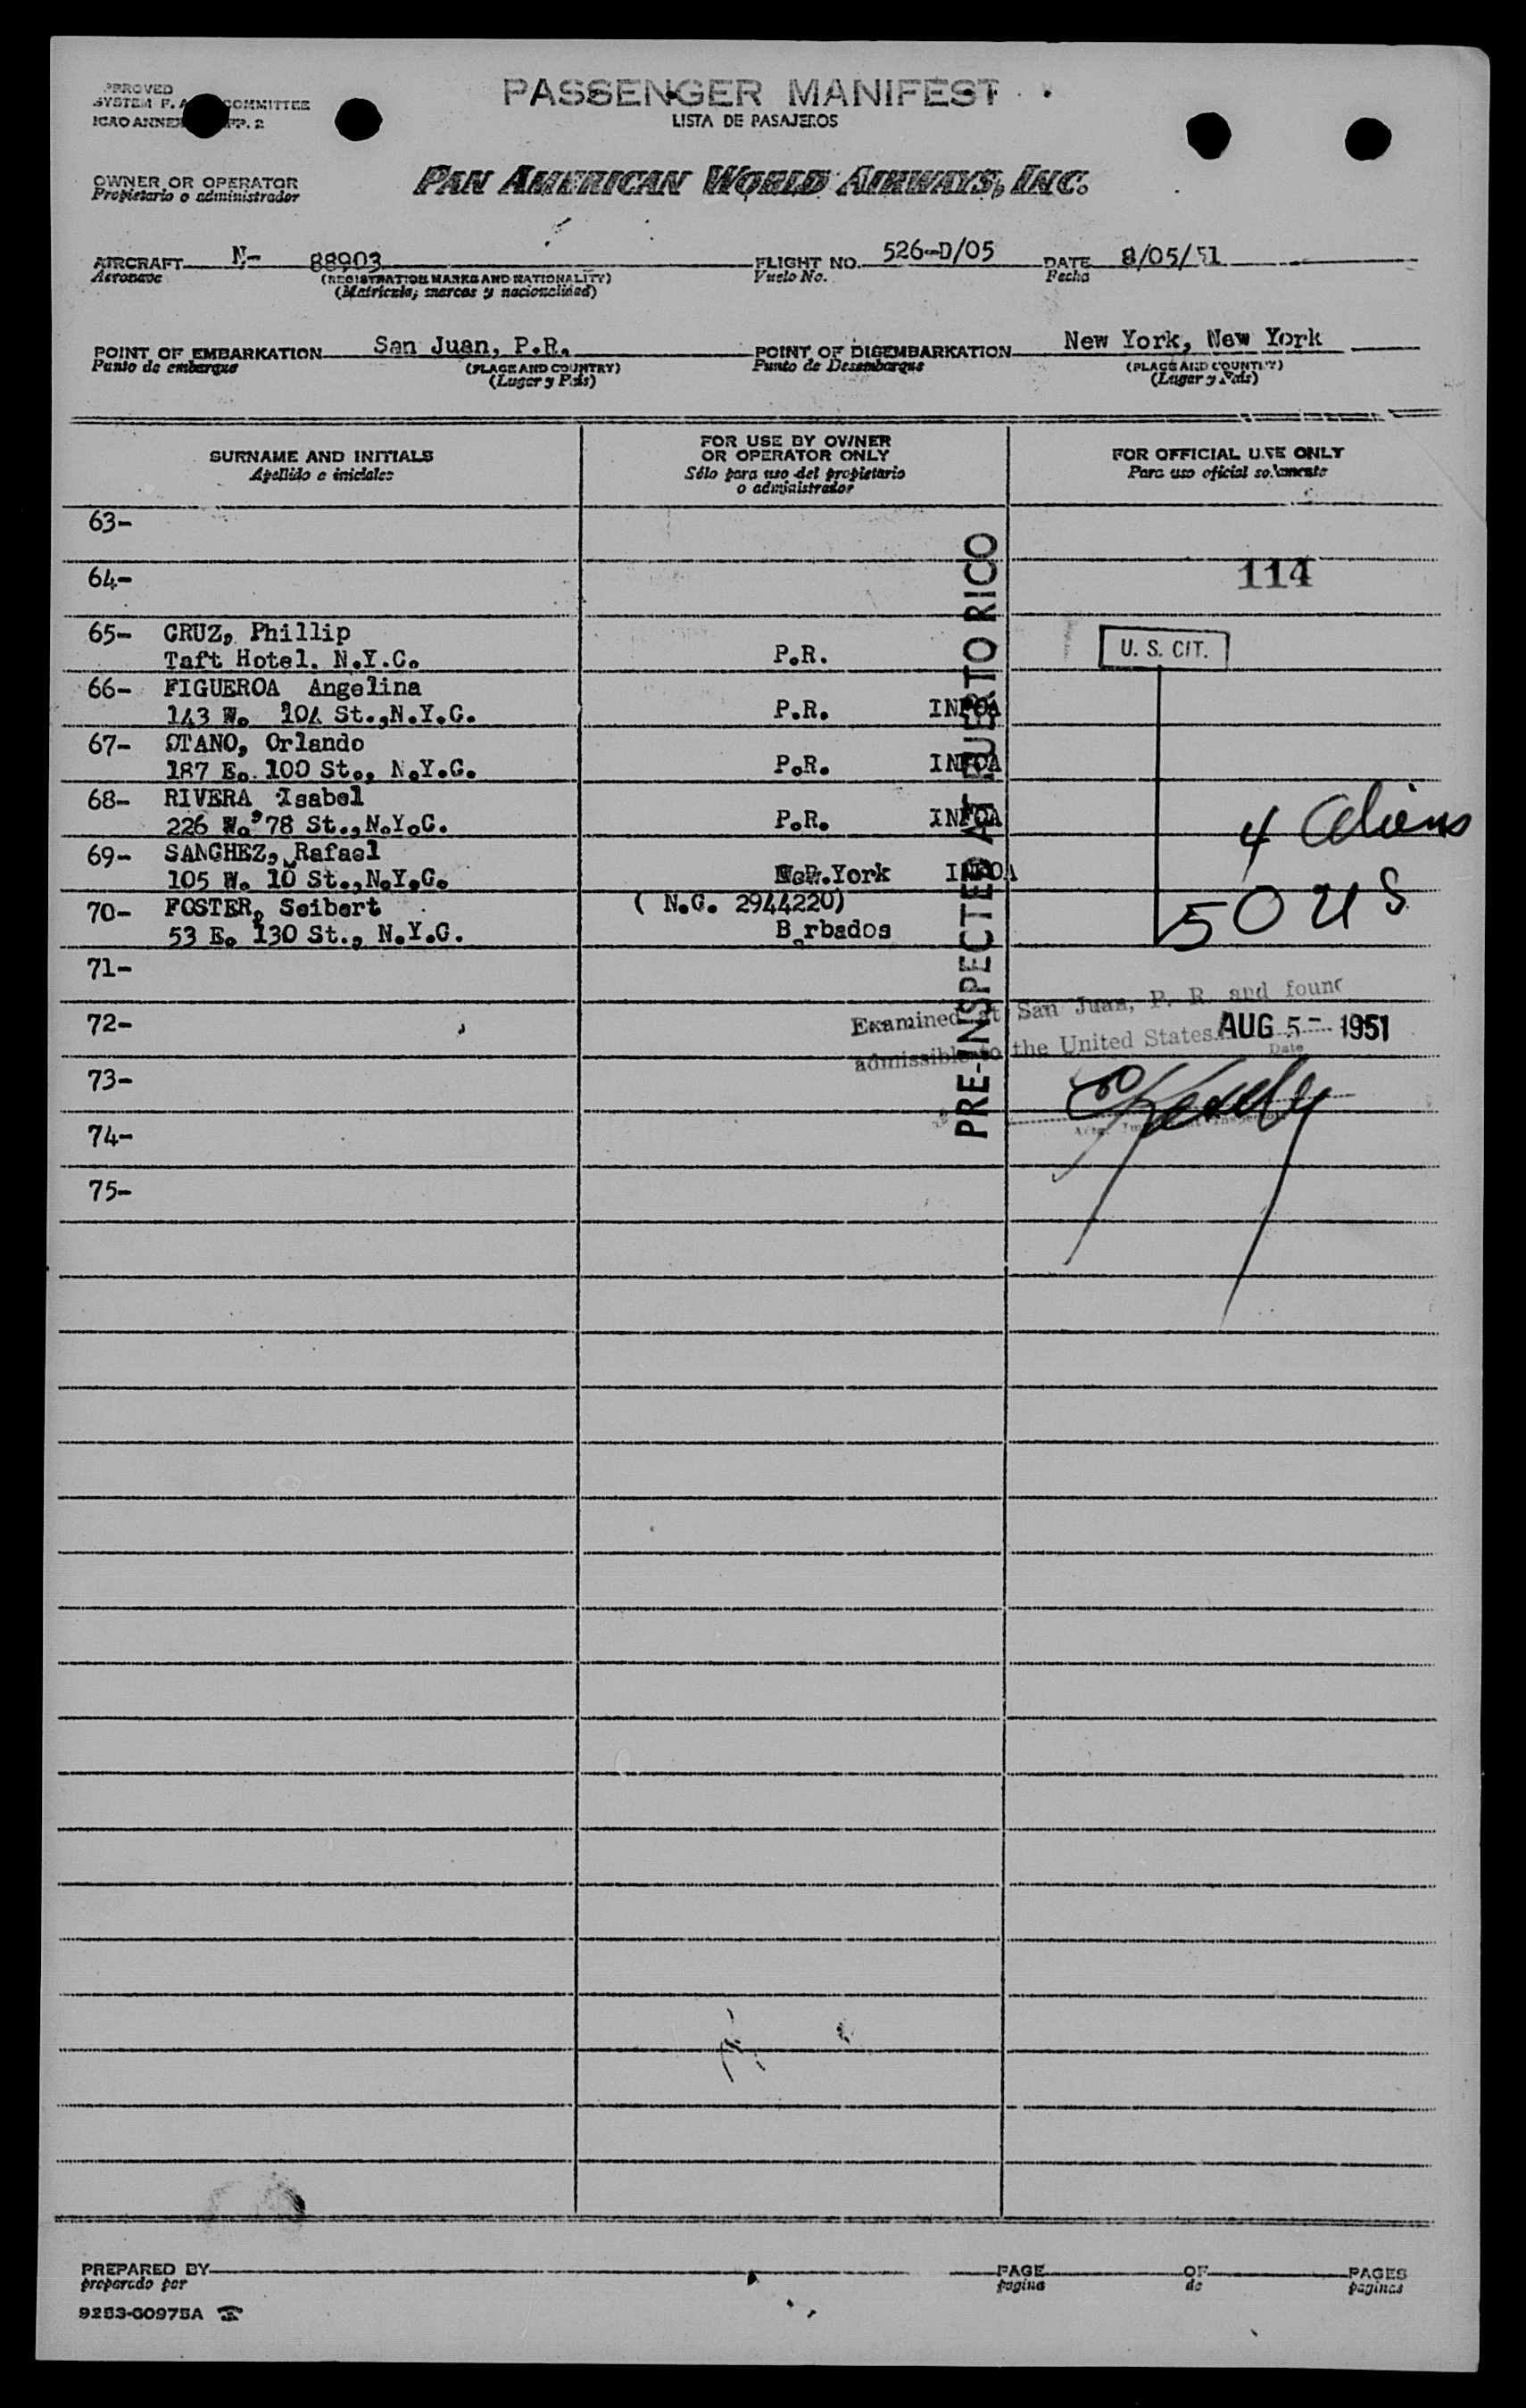 PASSENGER MANIFEST
LISTA DE PASAJEROS
PPROVED
SYSTEM F. A COMMITTEE
ICAO ANNEX PP. 2
OWNER OR OPERATOR
Propietario o administrador
PAN AMERICAN WORLD AIRWAYS, INC.
AIRCRAFT N- 88903 FLIGHT NO. 526-D/05 DATE 8/05/51
Aeronave (REGISTRATION MARKS AND NATIONALITY) Vuelo No. Fecha
(Matricula, marcas y nacionalidad)
POINT OF EMBARKATION San Juan, P.R. POINT OF DISEMBARKATION New York, New York
Punto de embarque (PLACE AND COUNTRY) Punto de Desembarque (PLACE AND COUNTRY)
(Lugar y Pais) (Lugar y Pais)
SURNAME AND INITIALS
Apellido e iniciales
FOR USE BY OWNER
OR OPERATOR ONLY
Sólo para uso del propietario
o administrador
FOR OFFICIAL USE ONLY
Para uso oficial solamente
63-
64- 114
65- CRUZ, Phillip
Taft Hotel. N.Y.C. P.R. U. S. CIT.
66- FIGUEROA Angelina
143 W. 104 St.,N.Y.C. P.R. INFOA
67- OTANO, Orlando
187 E. 100 St., N.Y.C. P.R. INFOA
68- RIVERA, Isabel
226 W. 78 St.,N.Y.C. P.R. INFOA
4 Aliens
69- SANCHEZ, Rafael
105 W. 10 St.,N.Y.C. New York INFOA
70- FOSTER, Seibert ( N.C. 2944220)
53 E. 130 St., N.Y.C. B rbados
50 US
71-
72-
73-
74-
75-
PRE-INSPECTED AT PUERTO RICO
Examined at San Juan, P. R. and found
admissible to the United States. AUG 5- 1951
Date
PREPARED BY PAGE OF PAGES
preparado por pagina de paginas
9253-60975A